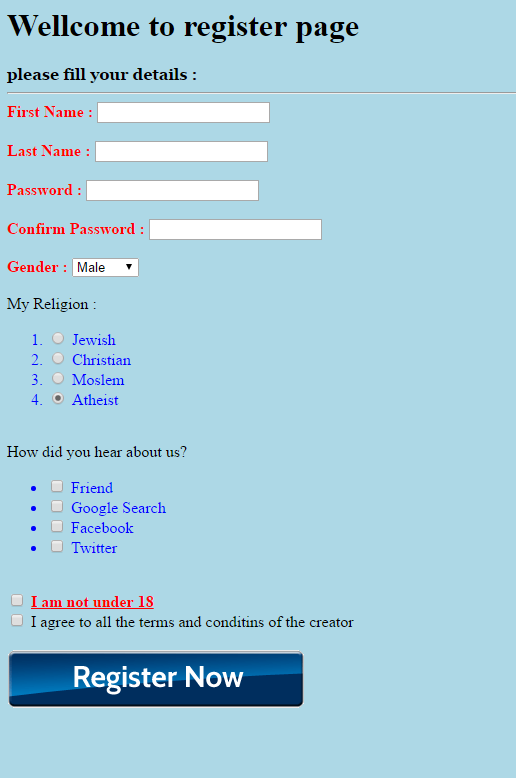 Wellcome to register page
please fill your details :
First Name :
Last Name :
Password :
Confirm Password :
Gender : Male
My Religion :
1. Jewish
2. Christian
3. Moslem
4. Atheist
How did you hear about us?
Friend
Google Search
Facebook
Twitter
I am not under 18
I agree to all the terms and conditins of the creator
Register Now